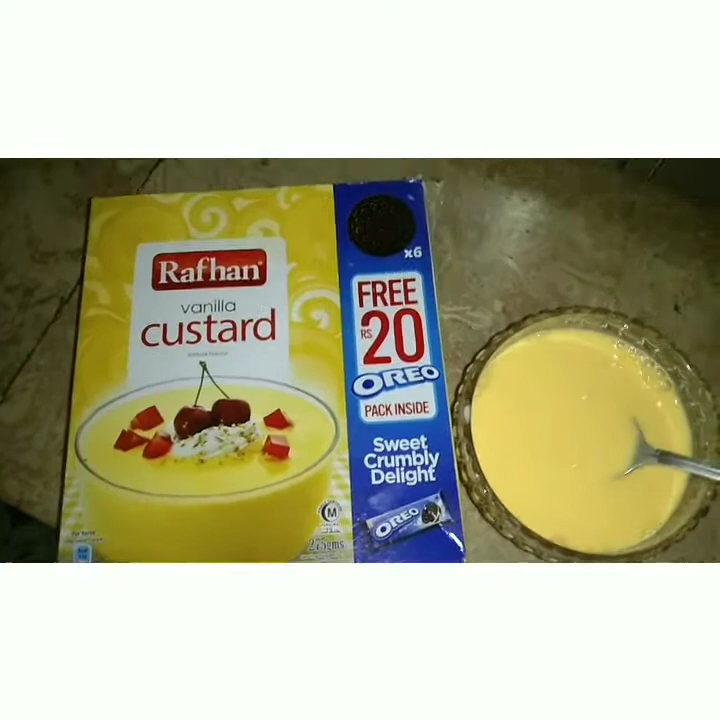 Rafhan
vanilla
custard
x6
FREE
RS.
20
OREO
PACK INSIDE
Sweet
Crumbly
Delight
OREO
M
275gms